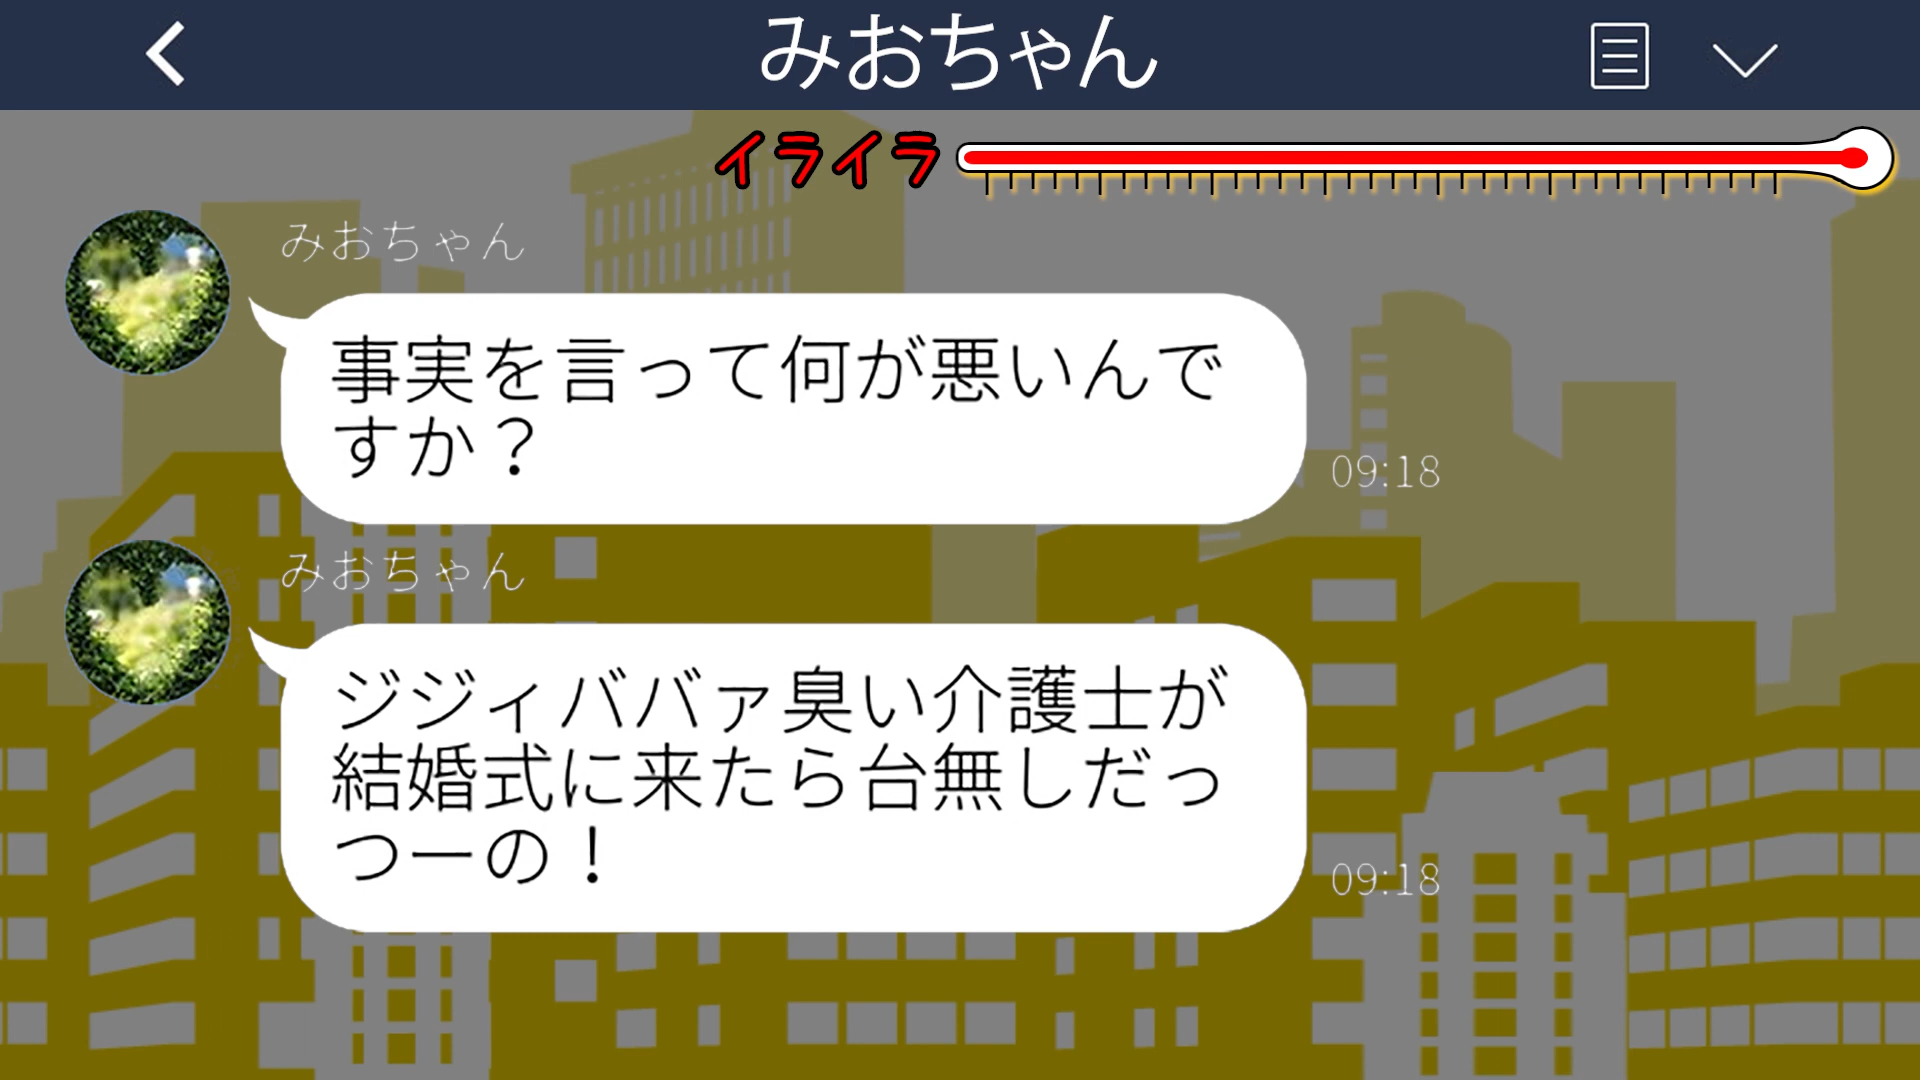 みおちゃん
イライラ
みおちゃん
事実を言って何が悪いんで
すか？
09:18
みおちゃん
ジジィババァ臭い介護士が
結婚式に来たら台無しだっ
つーの！
09:18